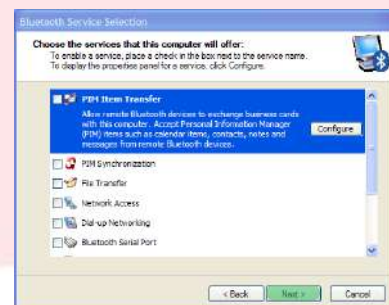 Bluetooth Service Selection
Choose the services that this computer will offer:
To enable a service, place a check in the box next to the service name.
To display the properties panel for a service, click Configure.
PIM Item Transfer
Allow remote Bluetooth devices to exchange business cards
with this computer. Accept Personal Information Manager
(PIM) items such as calendar items, contacts, notes and
messages from remote Bluetooth devices.
Configure
PIM Synchronization
File Transfer
Network Access
Dial-up Networking
Bluetooth Serial Port
< Back
Next >
Cancel